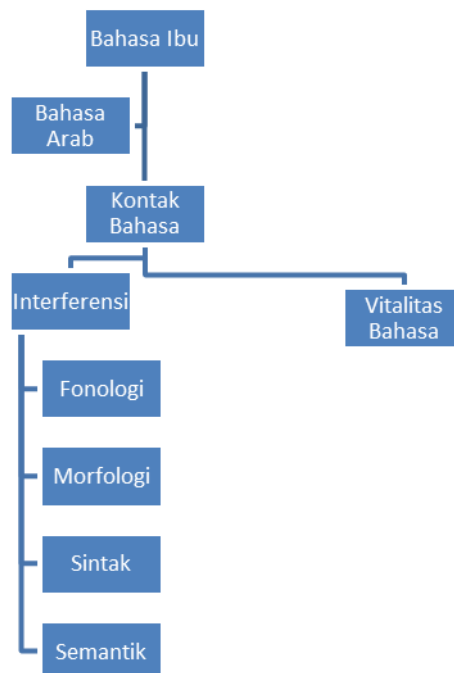 Bahasa Ibu
Bahasa
Arab
Kontak
Bahasa
Interferensi
Vitalitas
Bahasa
Fonologi
Morfologi
Sintak
Semantik